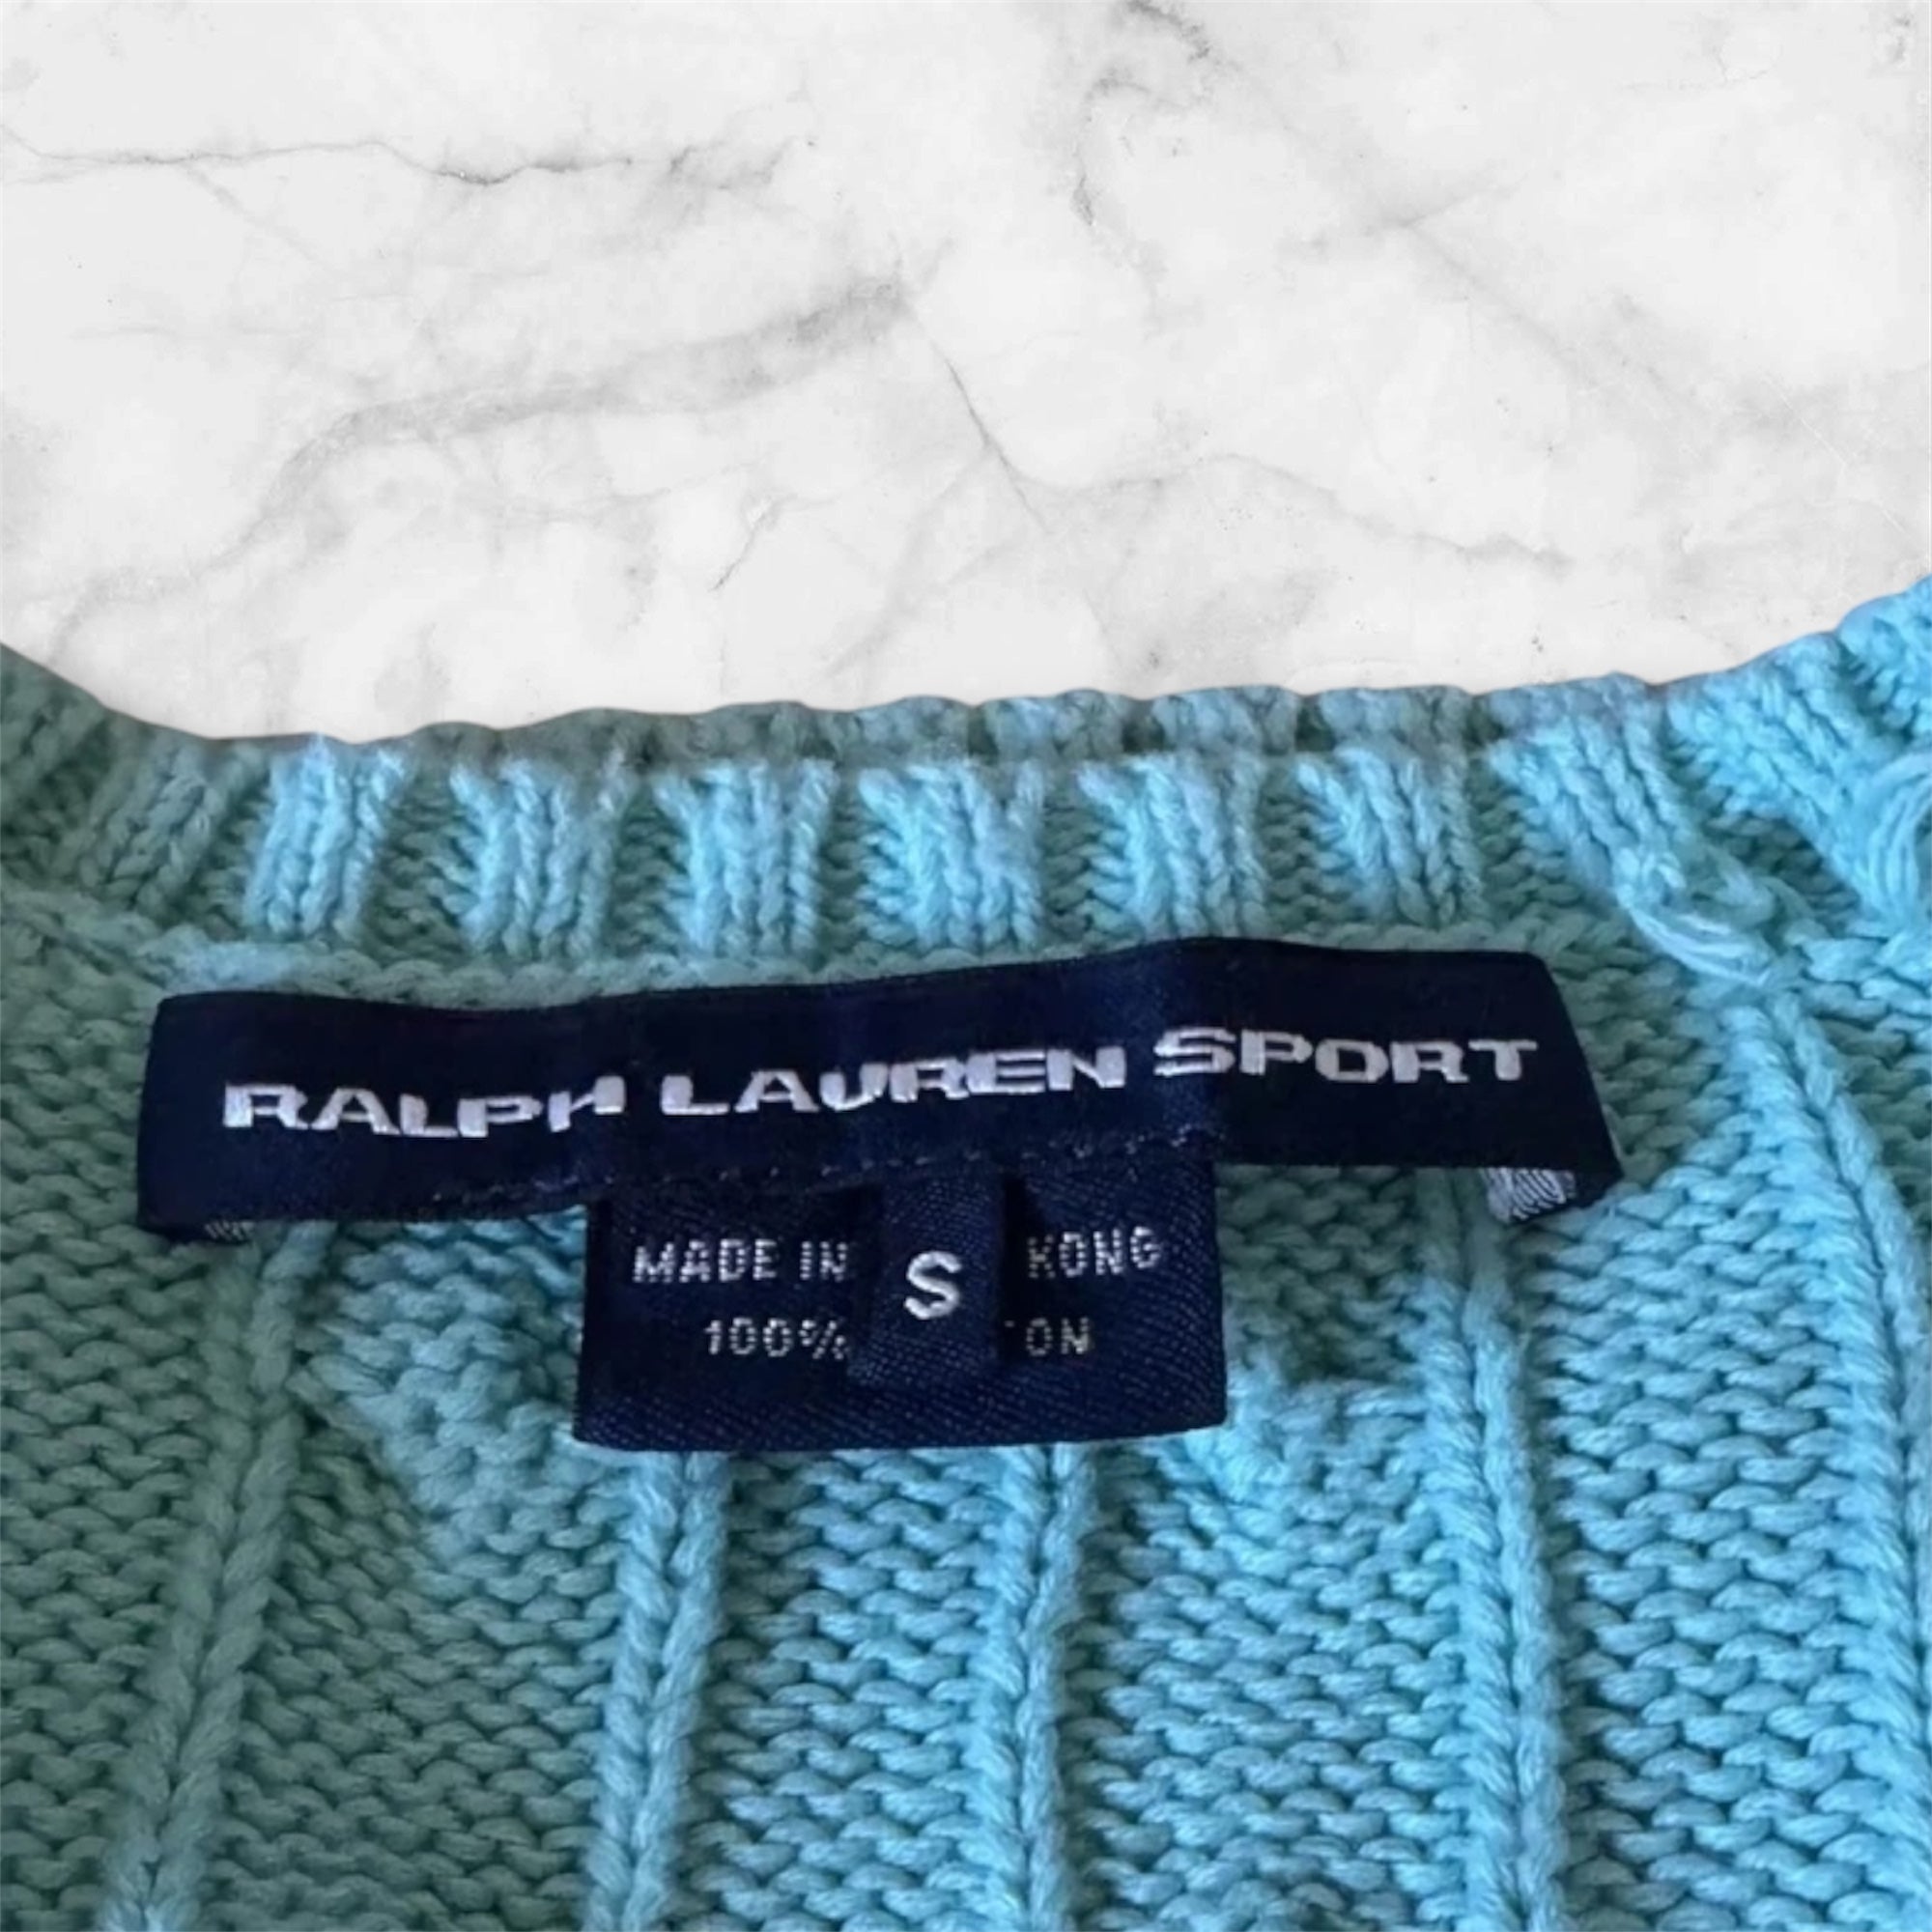 RALPH LAUREN SPORT
MADE IN KONG
S
100% ON